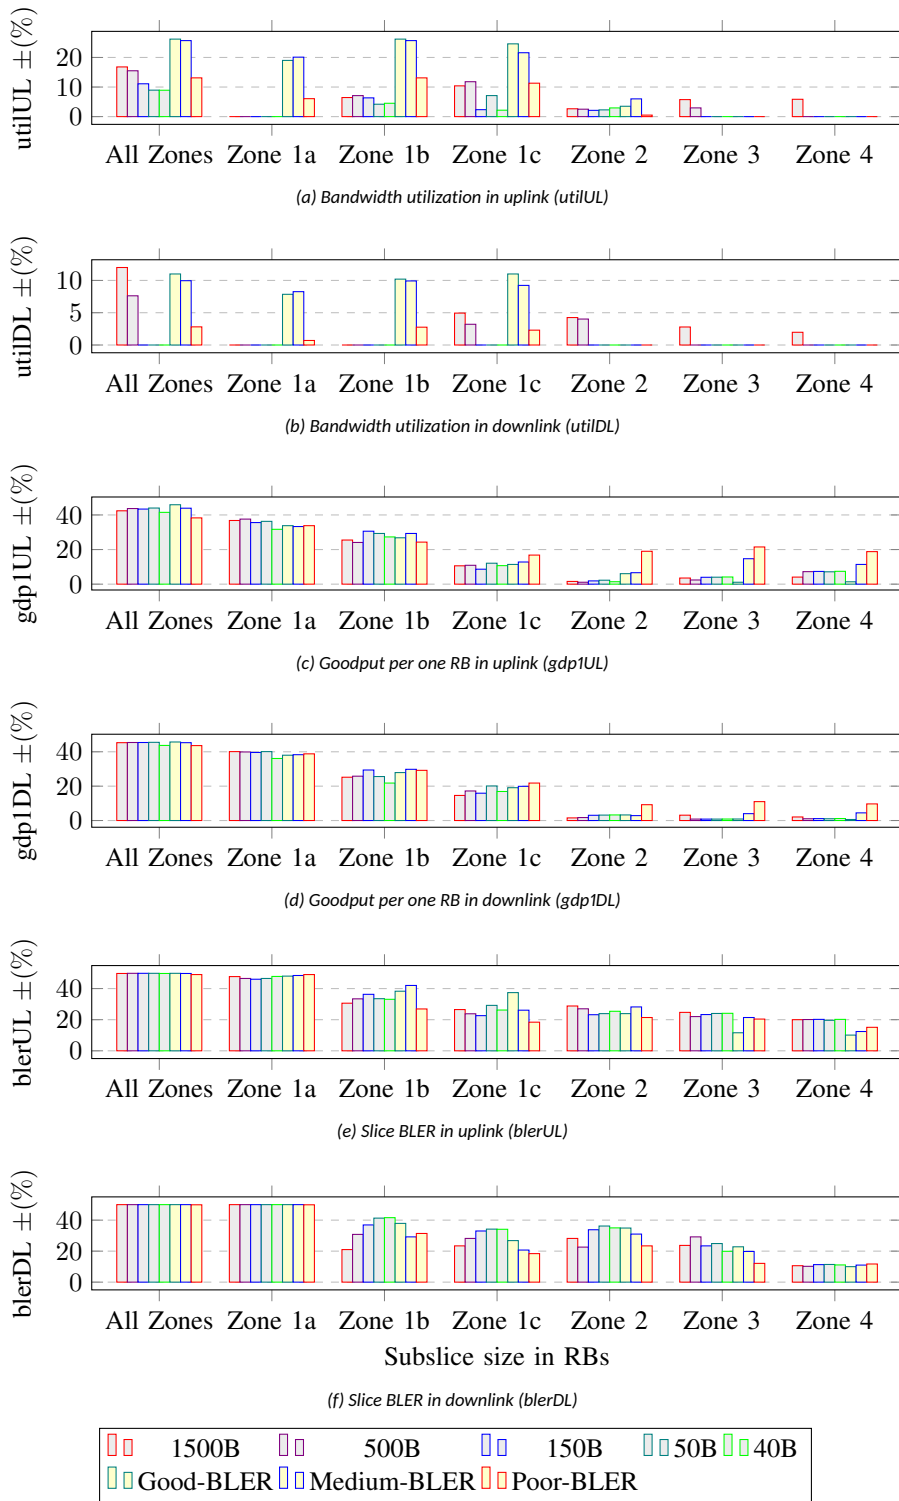 utilUL ±(%)
20
10
0
All Zones Zone 1a Zone 1b Zone 1c Zone 2 Zone 3 Zone 4
(a) Bandwidth utilization in uplink (utilUL)
utilDL ±(%)
10
5
0
All Zones Zone 1a Zone 1b Zone 1c Zone 2 Zone 3 Zone 4
(b) Bandwidth utilization in downlink (utilDL)
gdp1UL ±(%)
40
20
0
All Zones Zone 1a Zone 1b Zone 1c Zone 2 Zone 3 Zone 4
(c) Goodput per one RB in uplink (gdp1UL)
gdp1DL ±(%)
40
20
0
All Zones Zone 1a Zone 1b Zone 1c Zone 2 Zone 3 Zone 4
(d) Goodput per one RB in downlink (gdp1DL)
blerUL ±(%)
40
20
0
All Zones Zone 1a Zone 1b Zone 1c Zone 2 Zone 3 Zone 4
(e) Slice BLER in uplink (blerUL)
blerDL ±(%)
40
20
0
All Zones Zone 1a Zone 1b Zone 1c Zone 2 Zone 3 Zone 4
Subslice size in RBs
(f) Slice BLER in downlink (blerDL)
1500B 500B 150B 50B 40B
Good-BLER Medium-BLER Poor-BLER